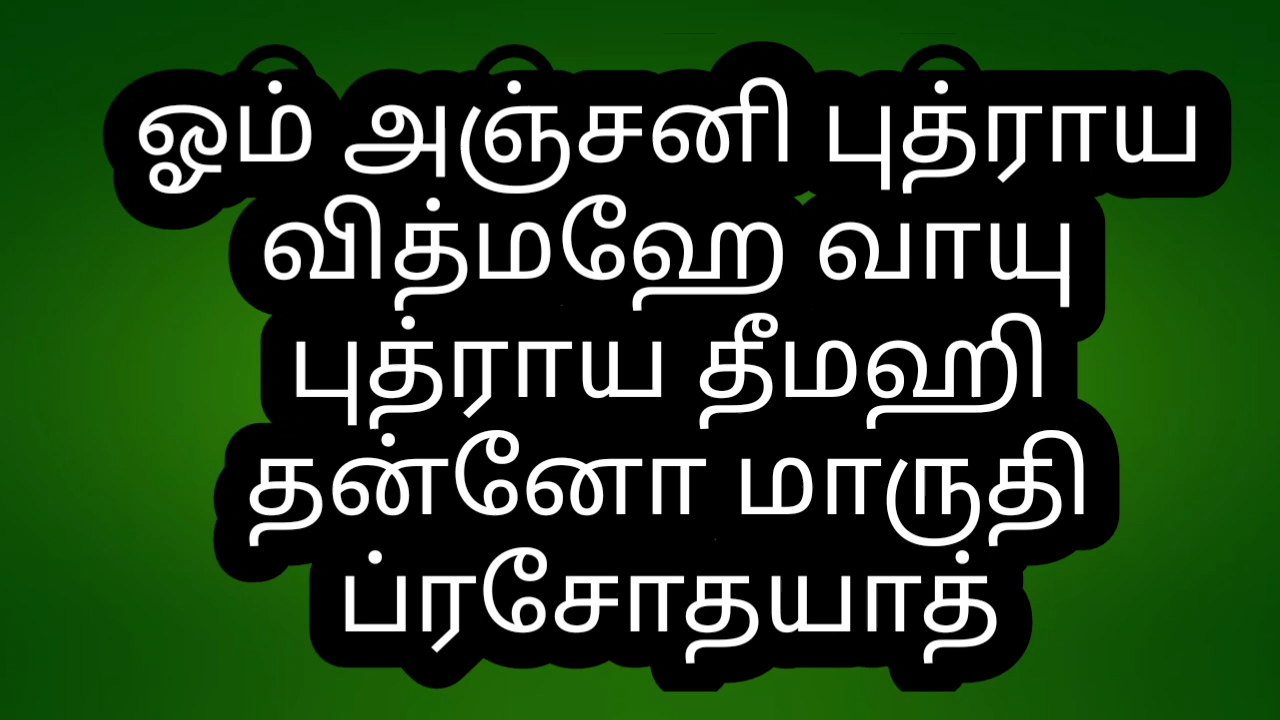 ஓம் அஞ்சனி புத்ராய
வித்மஹே வாயு
புத்ராய தீமஹி
தன்னோ மாருதி
ப்ரசோதயாத்